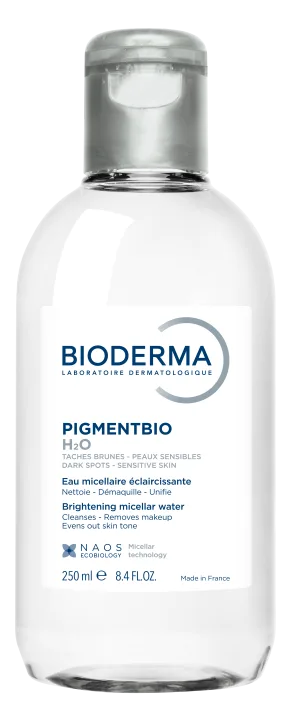 BIODERMA
LABORATOIRE DERMATOLOGIQUE
PIGMENTBIO
H₂O
TACHES BRUNES - PEAUX SENSIBLES
DARK SPOTS - SENSITIVE SKIN
Eau micellaire éclaircissante
Nettoie - Démaquille - Unifie
Brightening micellar water
Cleanses - Removes makeup
Evens out skin tone
NAOS
ECOBIOLOGY
Micellar
technology
250 ml ℮ 8.4 FL.OZ.
Made in France